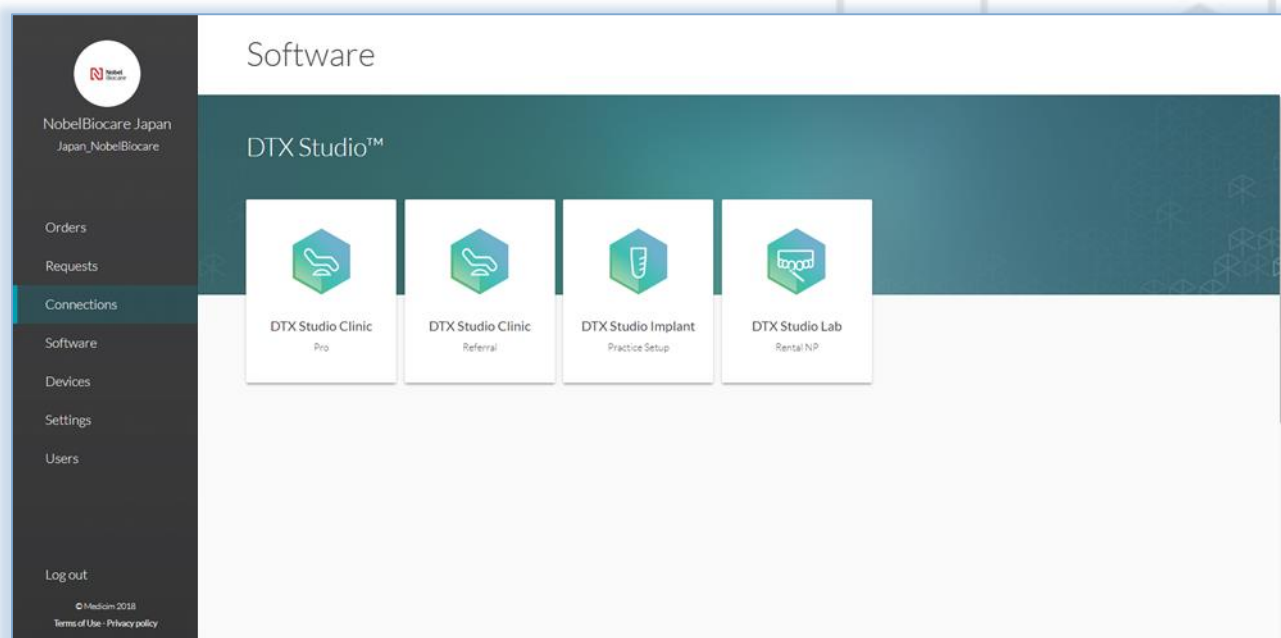 Nobel
Biocare
NobelBiocare Japan
Japan_NobelBiocare
Orders
Requests
Connections
Software
Devices
Settings
Users
Log out
© Medicim 2018
Terms of Use - Privacy policy
Software
DTX Studio™
DTX Studio Clinic
Pro
DTX Studio Clinic
Referral
DTX Studio Implant
Practice Setup
DTX Studio Lab
Rental NP